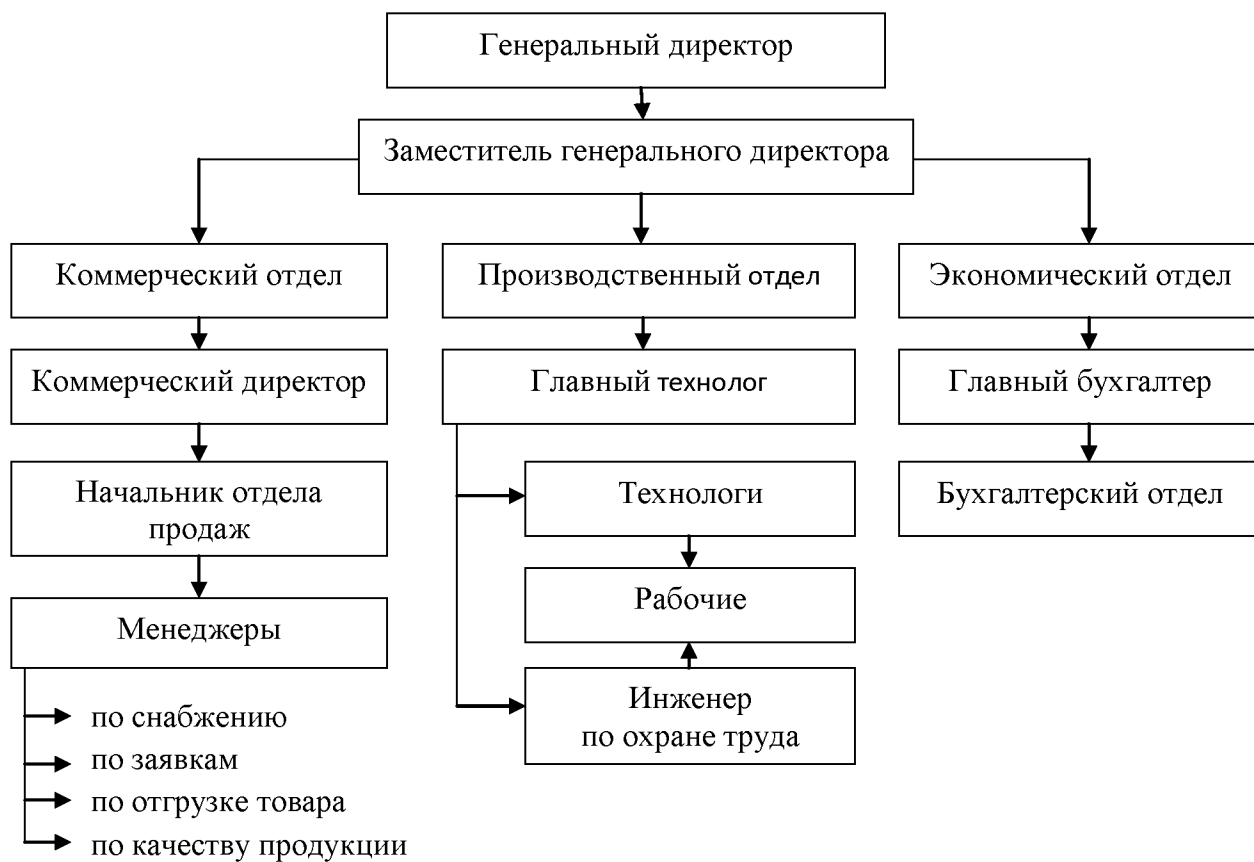 Генеральный директор
Заместитель генерального директора
Коммерческий отдел
Производственный отдел
Экономический отдел
Коммерческий директор
Главный технолог
Главный бухгалтер
Начальник отдела
продаж
Технологи
Бухгалтерский отдел
Рабочие
Менеджеры
Инженер
по охране труда
по снабжению
по заявкам
по отгрузке товара
по качеству продукции